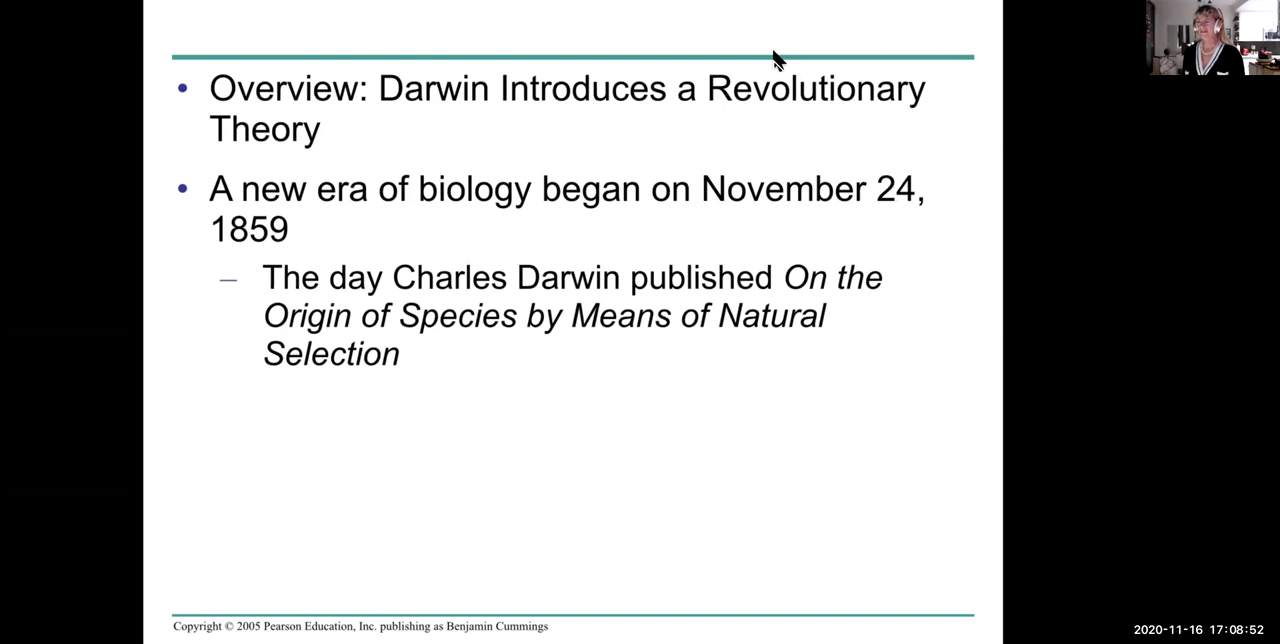 • Overview: Darwin Introduces a Revolutionary
Theory
• A new era of biology began on November 24,
1859
– The day Charles Darwin published On the
Origin of Species by Means of Natural
Selection
Copyright © 2005 Pearson Education, Inc. publishing as Benjamin Cummings
2020-11-16 17:08:52